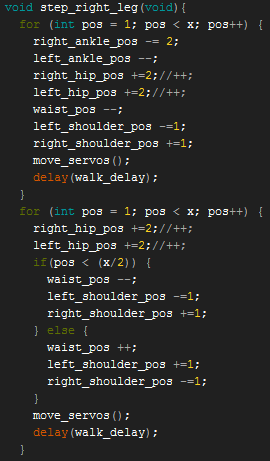 void step_right_leg(void){
  for (int pos = 1; pos < x; pos++) {
    right_ankle_pos -= 2;
    left_ankle_pos --;
    right_hip_pos +=2;//++;
    left_hip_pos +=2;//++;
    waist_pos --;
    left_shoulder_pos -=1;
    right_shoulder_pos +=1;
    move_servos();
    delay(walk_delay);
  }
  for (int pos = 1; pos < x; pos++) {
    right_hip_pos +=2;//++;
    left_hip_pos +=2;//++;
    if(pos < (x/2)) {
      waist_pos --;
      left_shoulder_pos -=1;
      right_shoulder_pos +=1;
    } else {
      waist_pos ++;
      left_shoulder_pos +=1;
      right_shoulder_pos -=1;
    }
    move_servos();
    delay(walk_delay);
  }